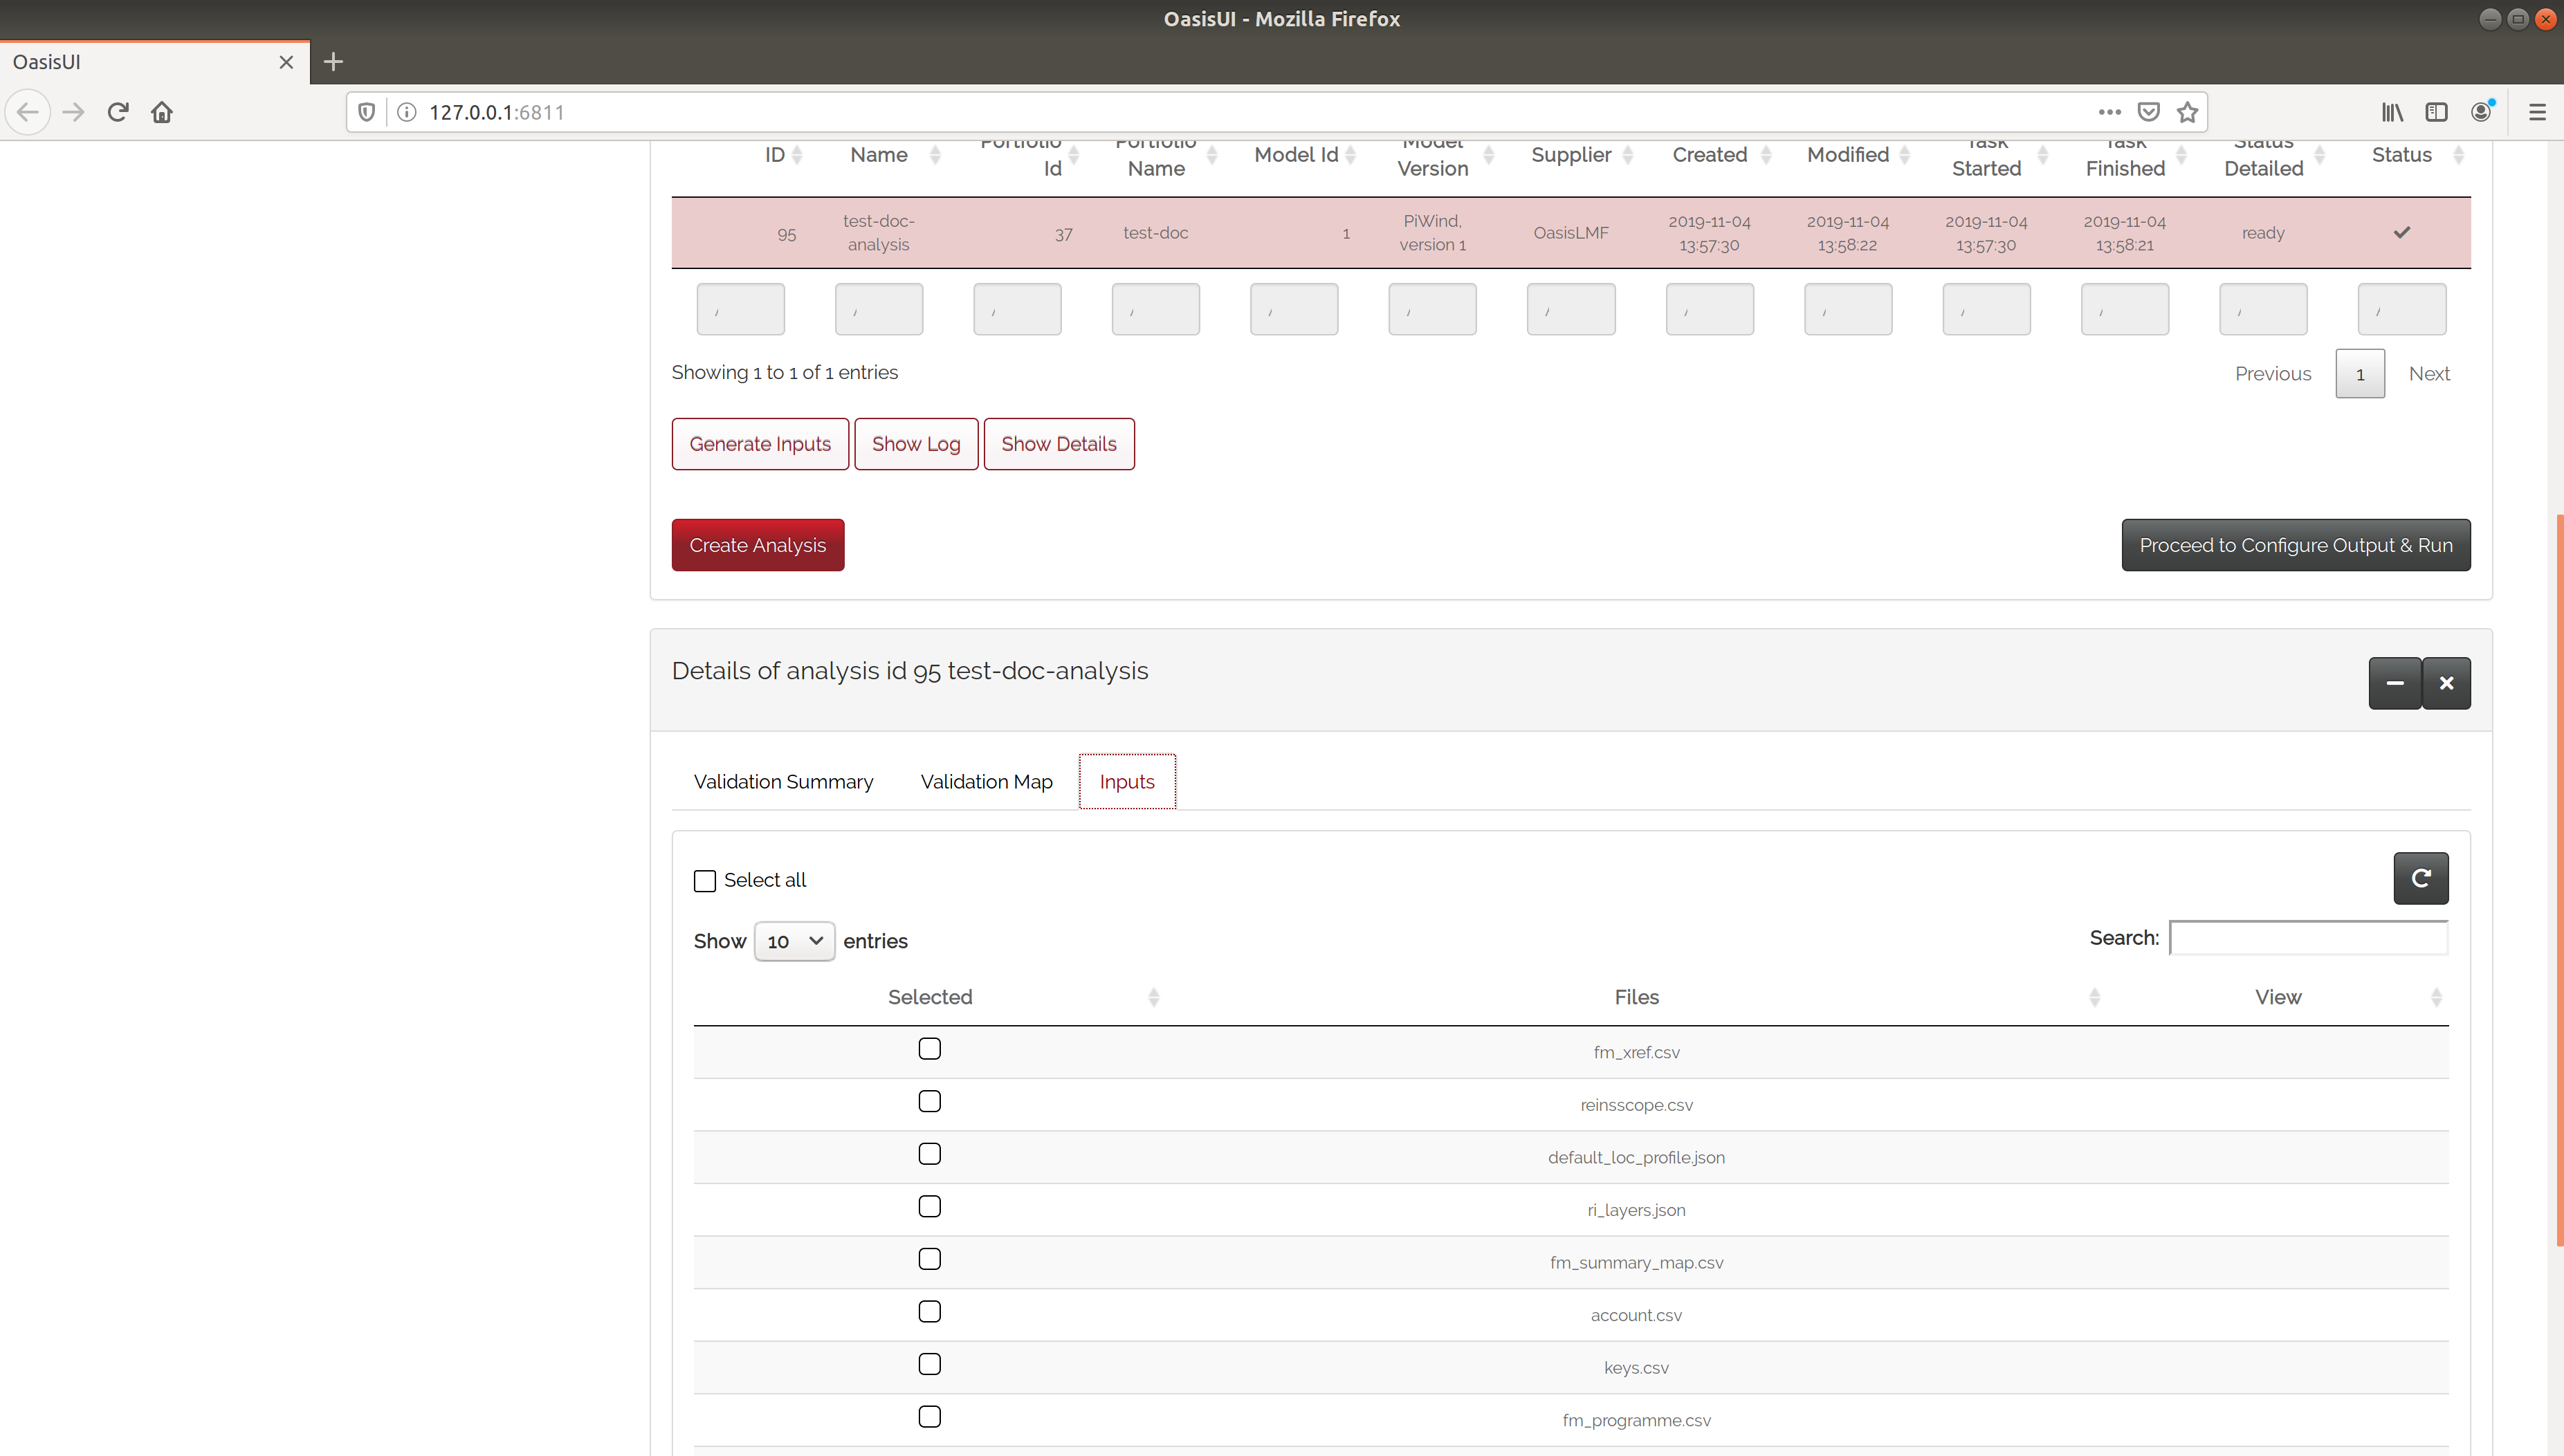 OasisUI - Mozilla Firefox
OasisUI
127.0.0.1:6811
ID Name Portfolio Id Portfolio Name Model Id Model Version Supplier Created Modified Task Started Task Finished Status Detailed Status
95 test-doc-analysis 37 test-doc 1 PiWind, version 1 OasisLMF 2019-11-04 13:57:30 2019-11-04 13:58:22 2019-11-04 13:57:30 2019-11-04 13:58:21 ready
Showing 1 to 1 of 1 entries
Previous 1 Next
Generate Inputs Show Log Show Details
Create Analysis Proceed to Configure Output & Run
Details of analysis id 95 test-doc-analysis
Validation Summary Validation Map Inputs
Select all
Show 10 entries Search:
Selected Files View
fm_xref.csv
reinsscope.csv
default_loc_profile.json
ri_layers.json
fm_summary_map.csv
account.csv
keys.csv
fm_programme.csv